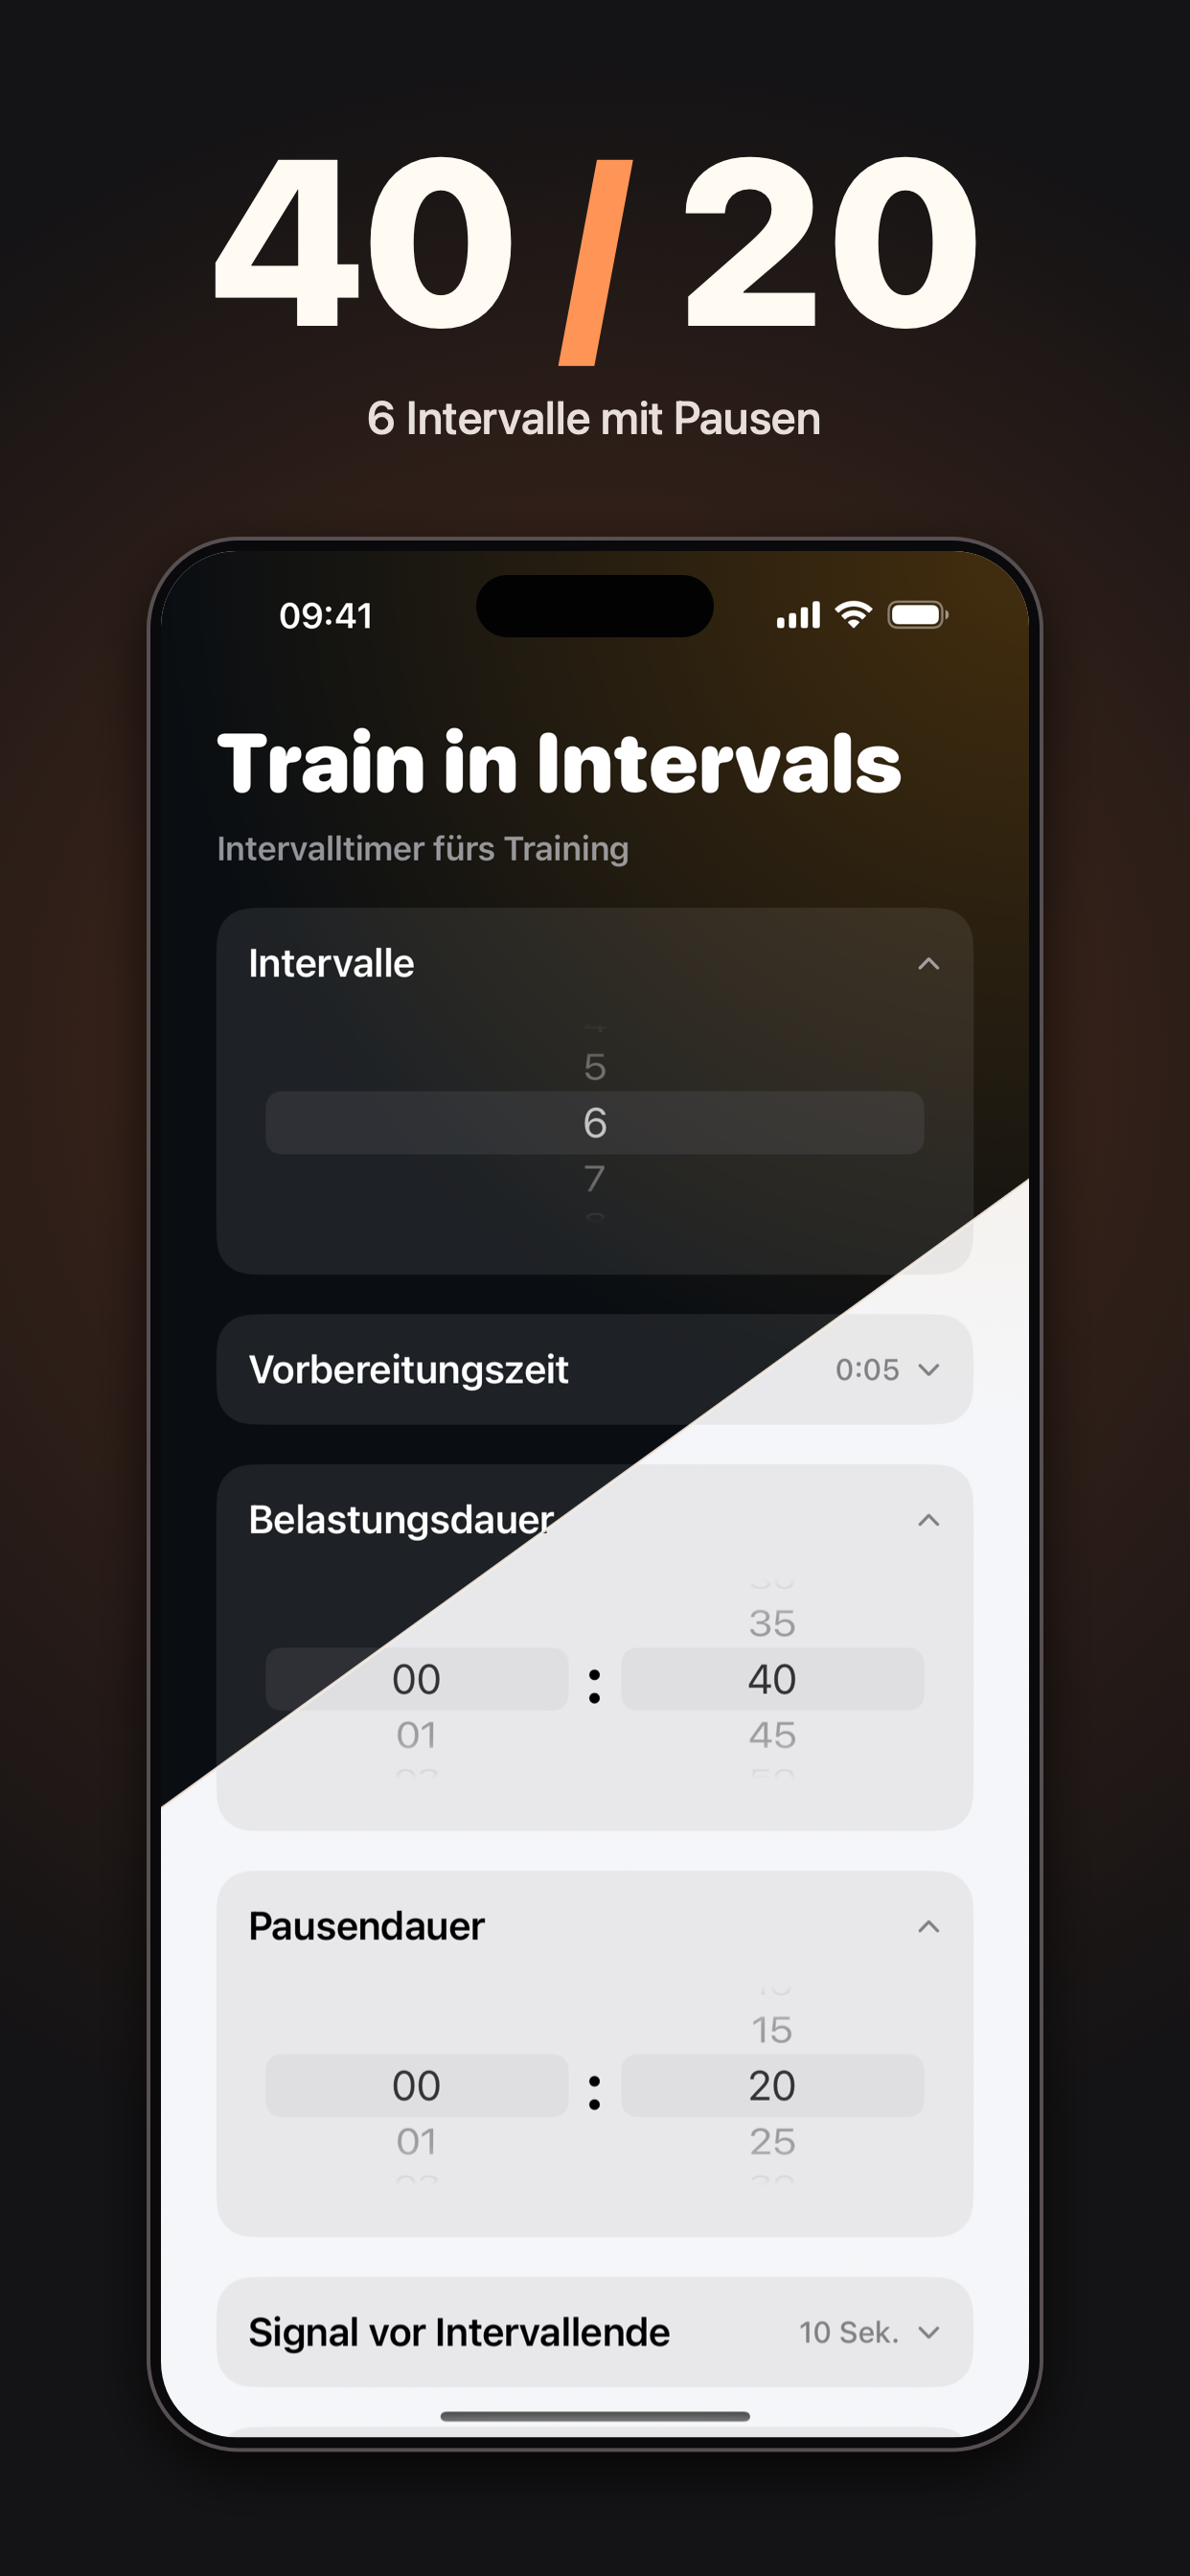 40 / 20
6 Intervalle mit Pausen
09:41
Train in Intervals
Intervalltimer fürs Training
Intervalle
5
6
7
Vorbereitungszeit 0:05
Belastungsdauer
35
00 : 40
01 45
Pausendauer
15
00 : 20
01 25
Signal vor Intervallende 10 Sek.